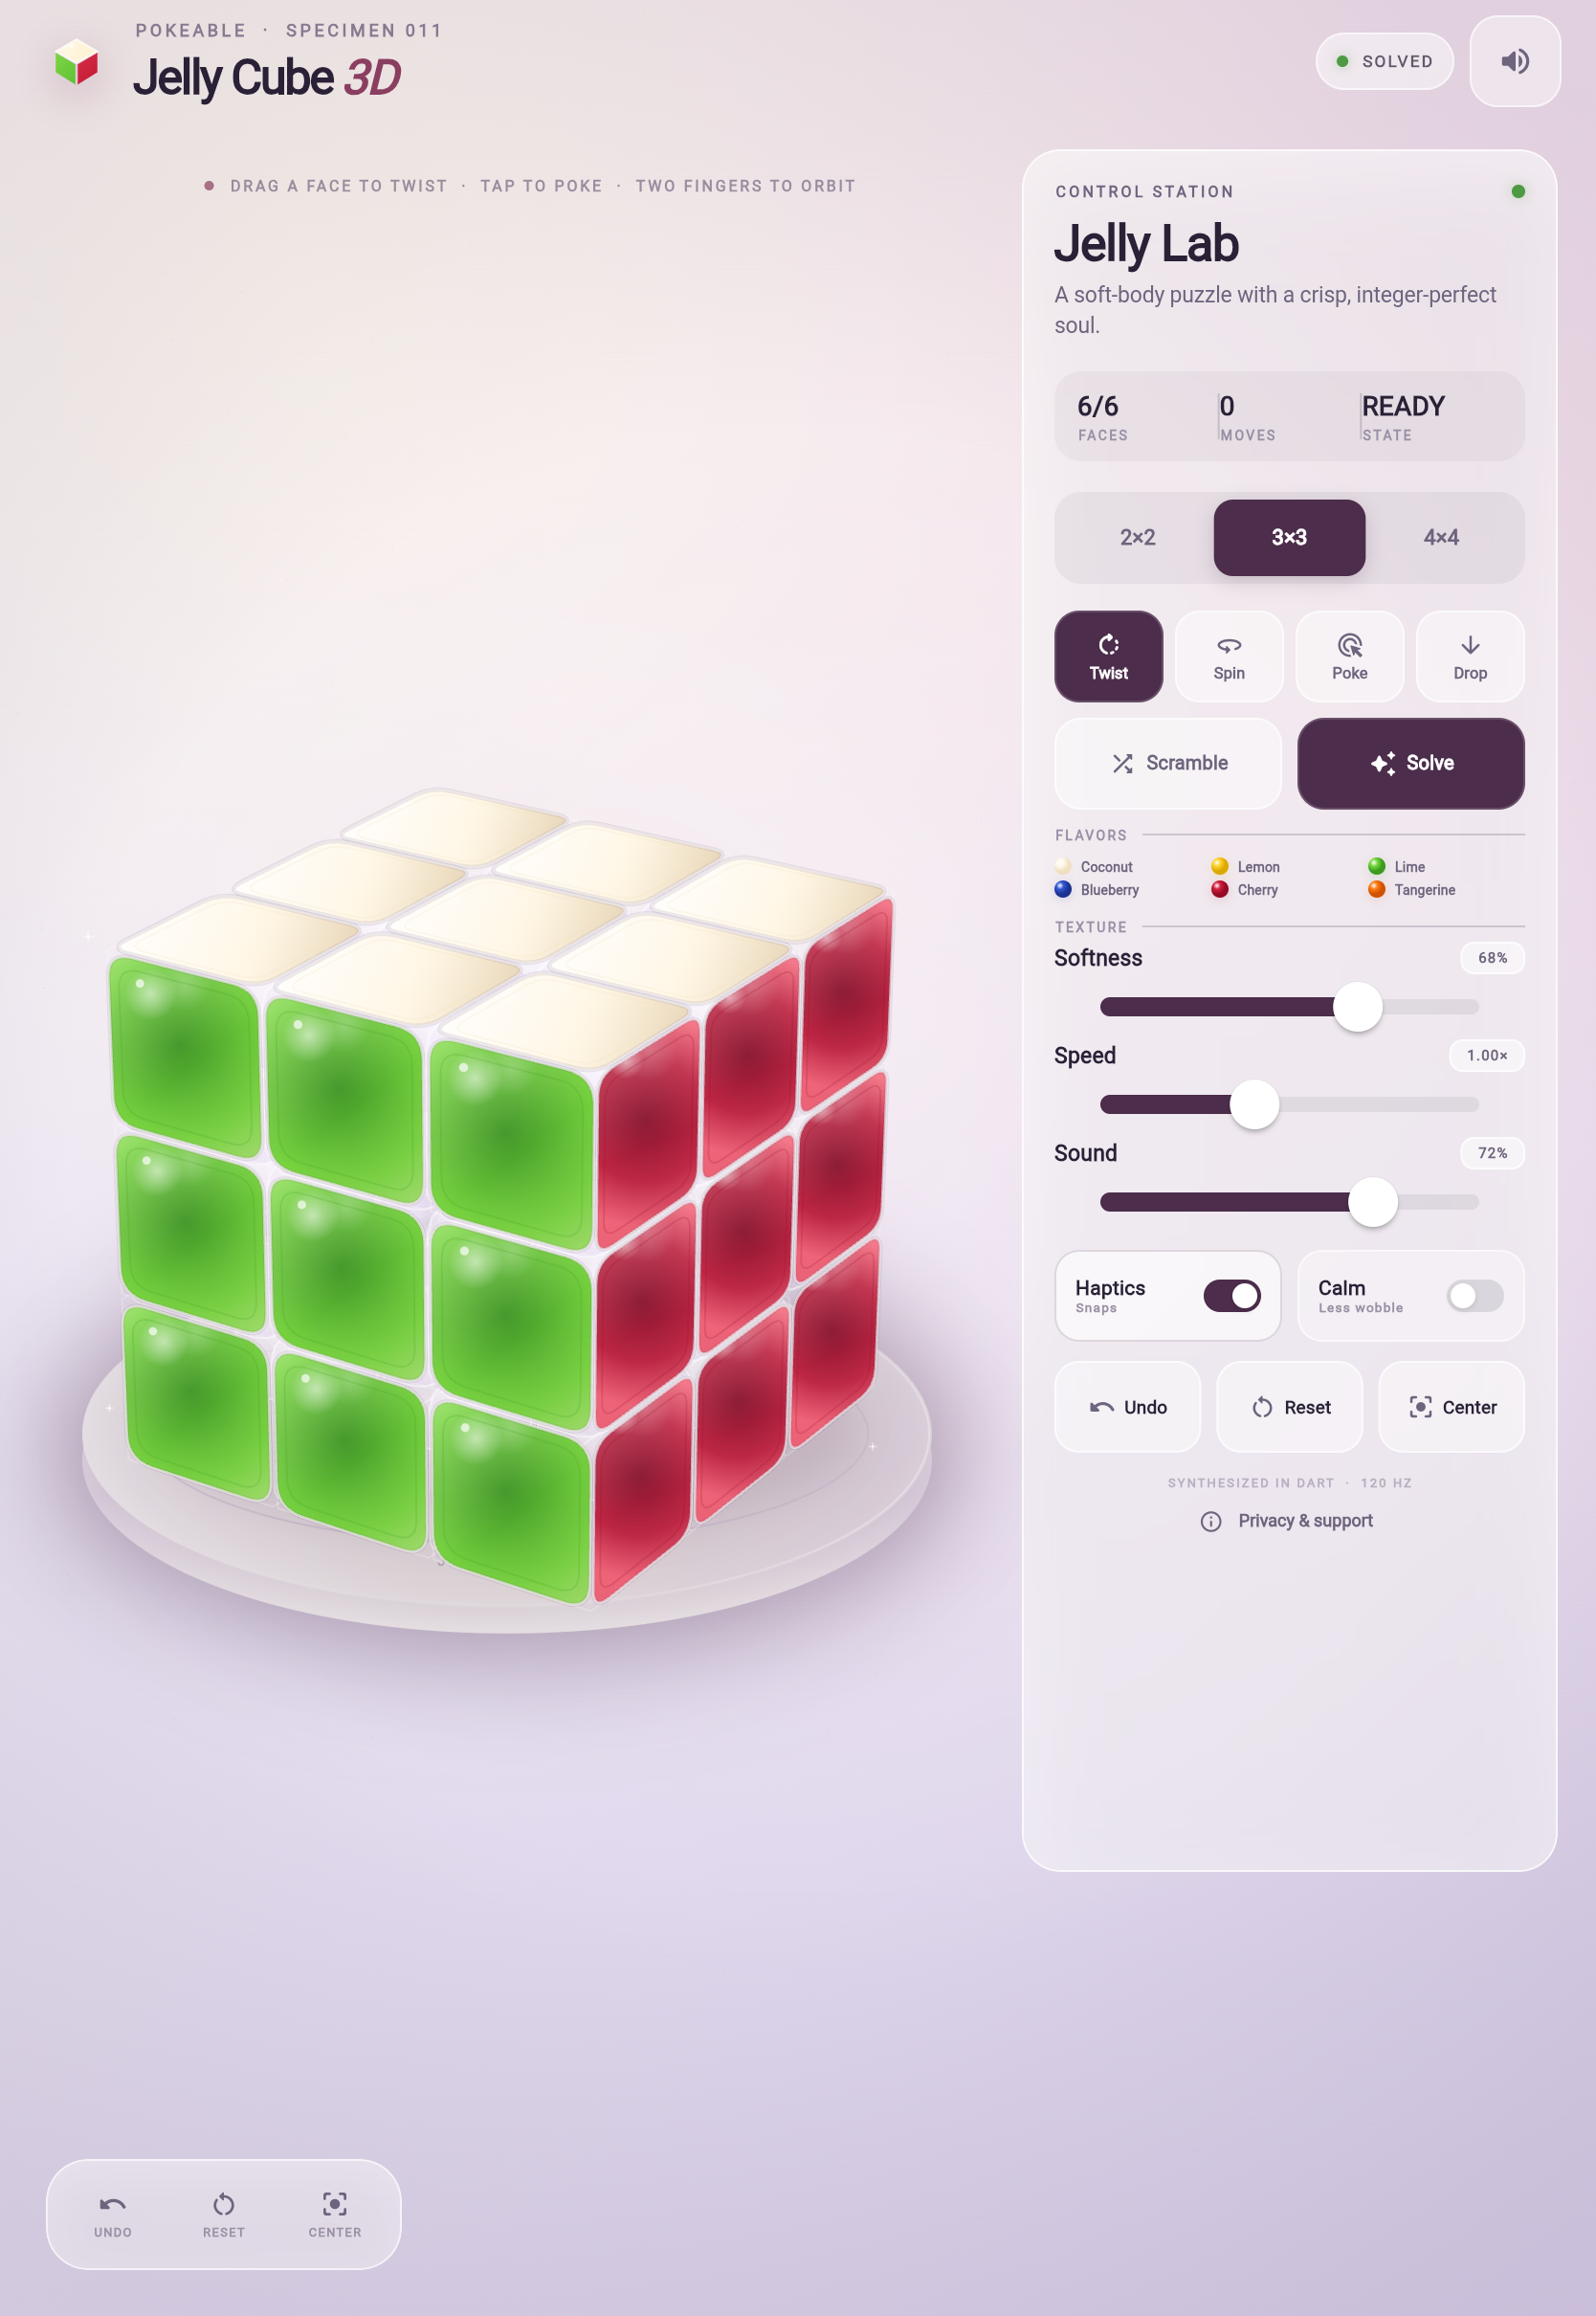 POKEABLE · SPECIMEN 011
Jelly Cube 3D
SOLVED
DRAG A FACE TO TWIST · TAP TO POKE · TWO FINGERS TO ORBIT
CONTROL STATION
Jelly Lab
A soft-body puzzle with a crisp, integer-perfect
soul.
6/6 0 READY
FACES MOVES STATE
2×2 3×3 4×4
Twist Spin Poke Drop
Scramble Solve
FLAVORS
Coconut Lemon Lime
Blueberry Cherry Tangerine
TEXTURE
Softness 68%
Speed 1.00×
Sound 72%
Haptics Calm
Snaps Less wobble
Undo Reset Center
SYNTHESIZED IN DART · 120 HZ
Privacy & support
UNDO RESET CENTER